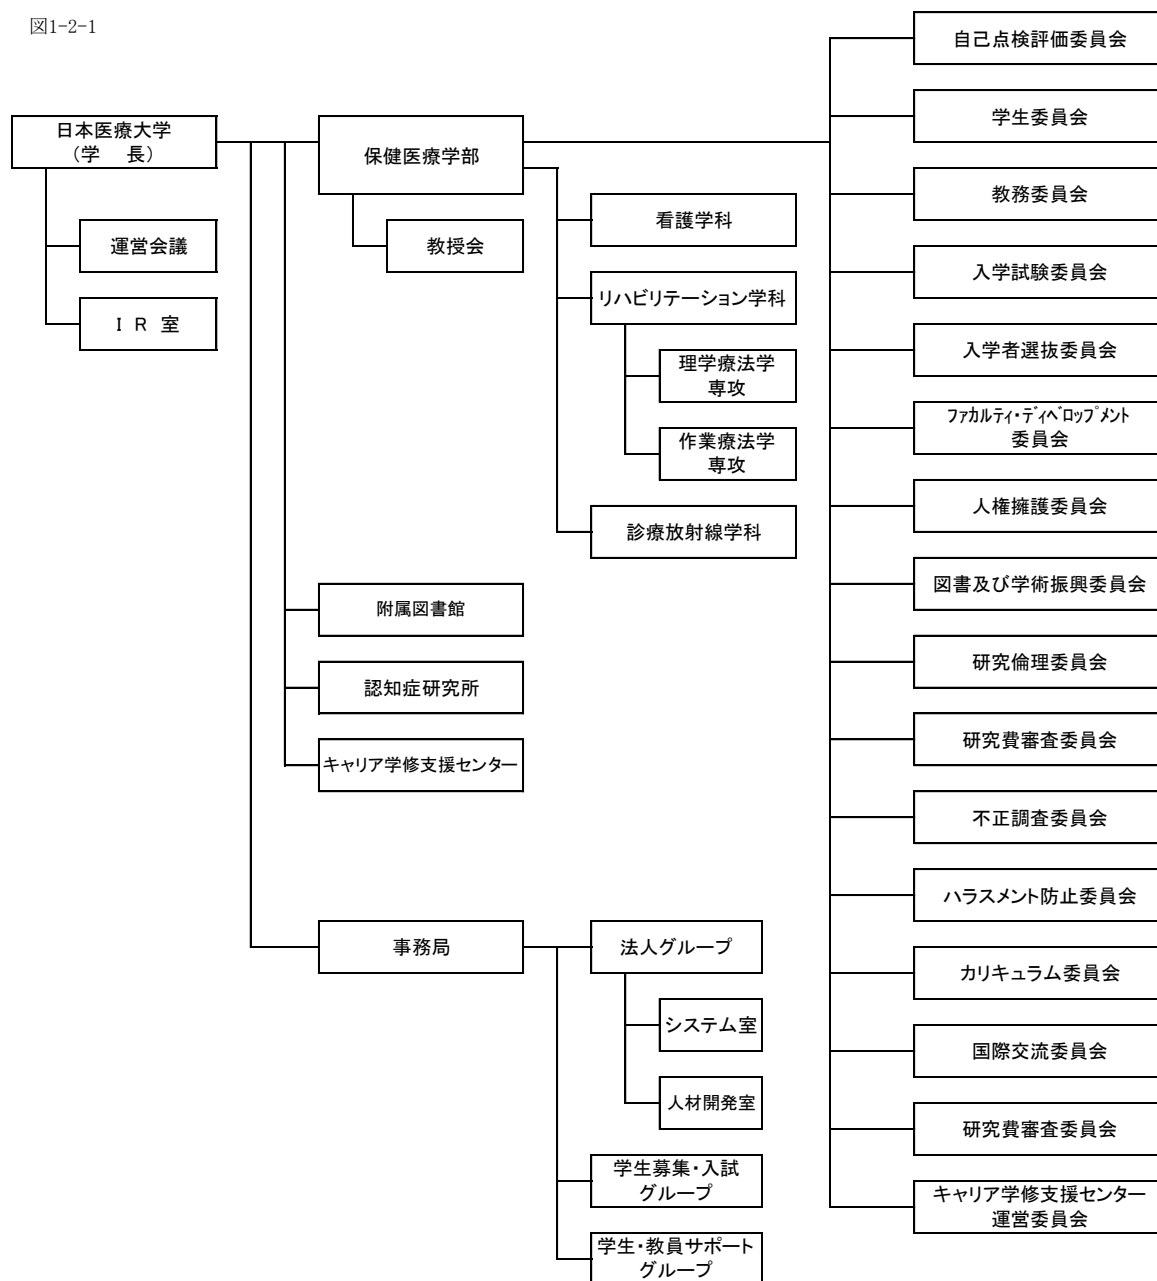 図1-2-1
日本医療大学
(学　長)
運営会議
ＩＲ室
保健医療学部
教授会
看護学科
リハビリテーション学科
理学療法学
専攻
作業療法学
専攻
診療放射線学科
附属図書館
認知症研究所
キャリア学修支援センター
事務局
法人グループ
システム室
人材開発室
学生募集・入試
グループ
学生・教員サポート
グループ
自己点検評価委員会
学生委員会
教務委員会
入学試験委員会
入学者選抜委員会
ﾌｧｶﾙﾃｨ・ﾃﾞｨﾍﾞﾛｯﾌﾟﾒﾝﾄ
委員会
人権擁護委員会
図書及び学術振興委員会
研究倫理委員会
研究費審査委員会
不正調査委員会
ハラスメント防止委員会
カリキュラム委員会
国際交流委員会
研究費審査委員会
キャリア学修支援センター
運営委員会